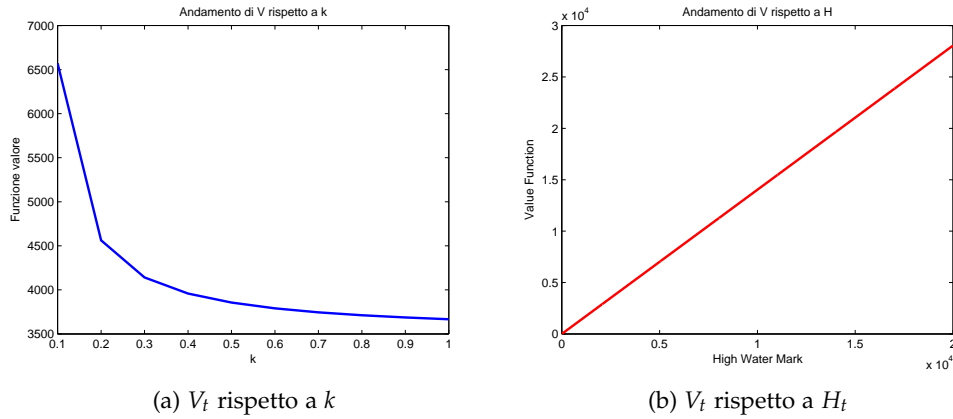 Andamento di V rispetto a k
7000
6500
6000
5500
5000
4500
4000
3500
Funzione valore
0.1 0.2 0.3 0.4 0.5 0.6 0.7 0.8 0.9 1
k
(a) V_t rispetto a k
Andamento di V rispetto a H
x 10^4
3
2.5
2
1.5
1
0.5
0
Value Function
0 0.5 1 1.5 2
x 10^4
High Water Mark
(b) V_t rispetto a H_t